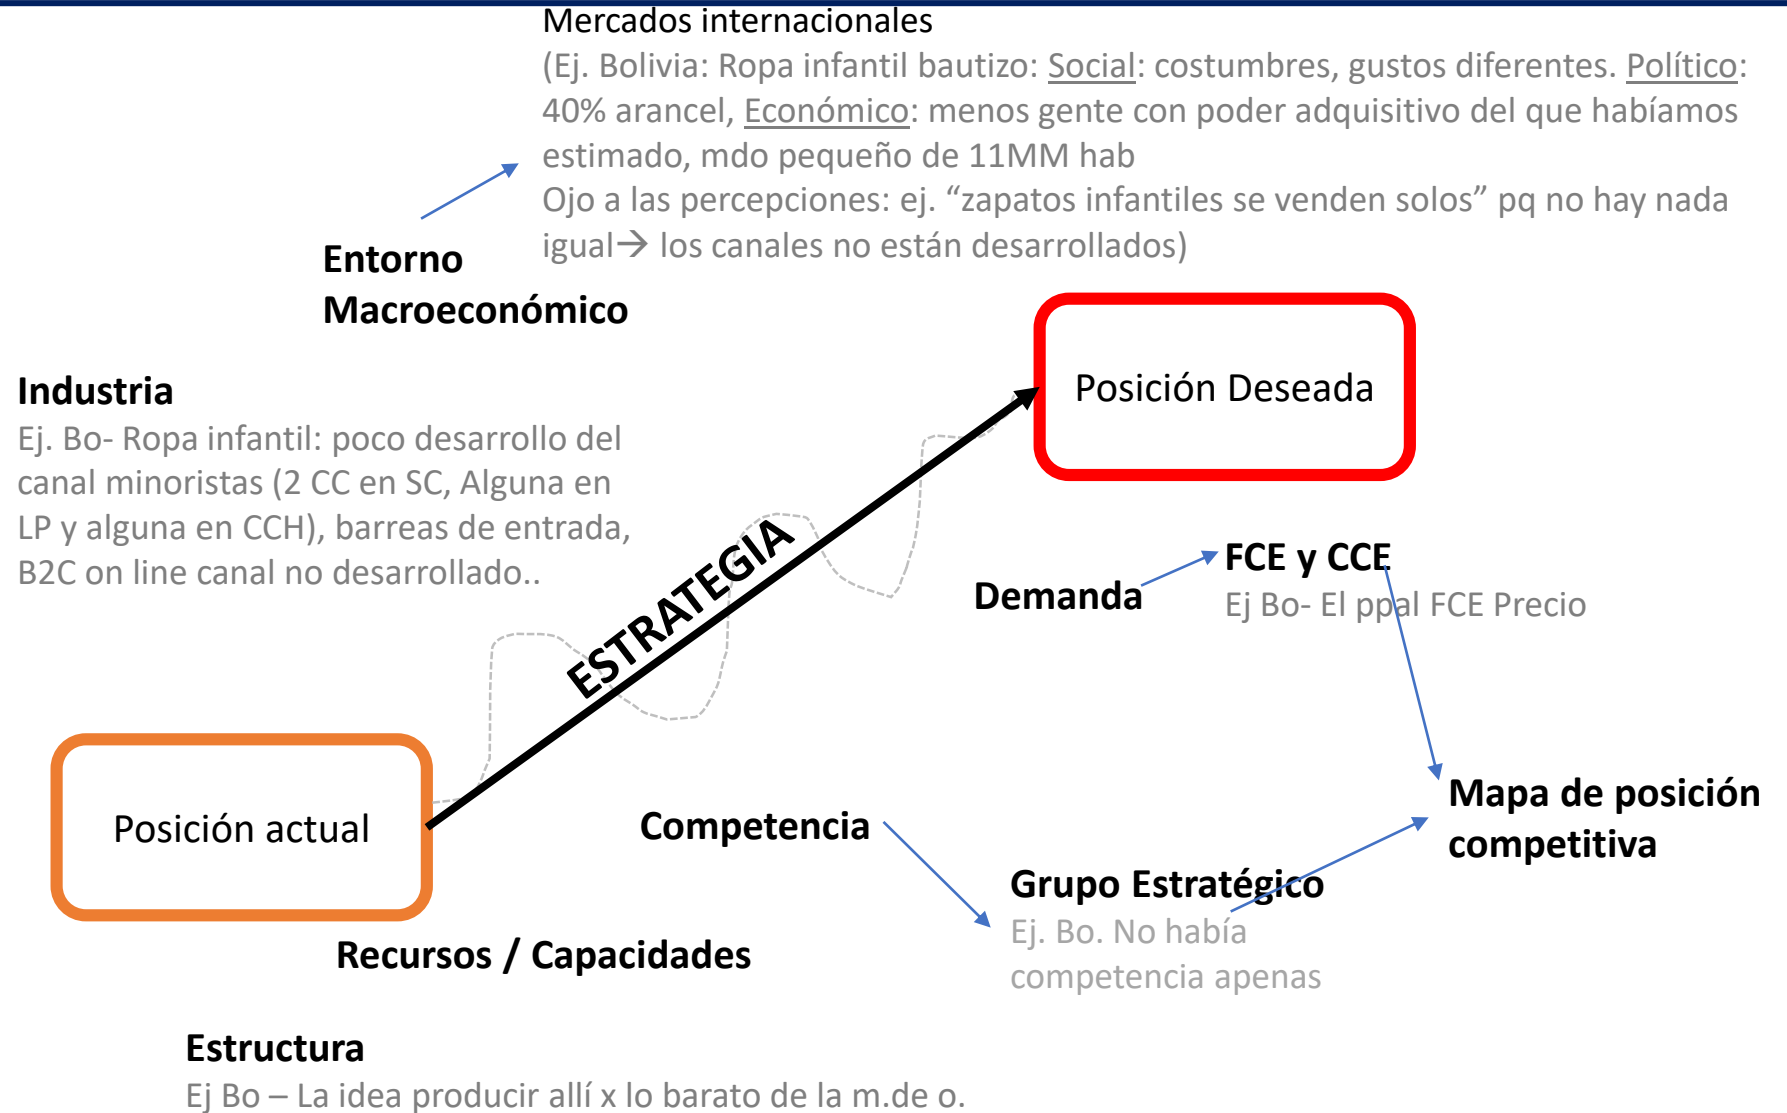 Mercados internacionales
(Ej. Bolivia: Ropa infantil bautizo: Social: costumbres, gustos diferentes. Político:
40% arancel, Económico: menos gente con poder adquisitivo del que habíamos
estimado, mdo pequeño de 11MM hab
Ojo a las percepciones: ej. “zapatos infantiles se venden solos” pq no hay nada
igual→ los canales no están desarrollados)
Entorno
Macroeconómico
Industria
Ej. Bo- Ropa infantil: poco desarrollo del
canal minoristas (2 CC en SC, Alguna en
LP y alguna en CCH), barreas de entrada,
B2C on line canal no desarrollado..
Posición Deseada
ESTRATEGIA
Demanda
FCE y CCE
Ej Bo- El ppal FCE Precio
Posición actual
Competencia
Mapa de posición
competitiva
Grupo Estratégico
Ej. Bo. No había
competencia apenas
Recursos / Capacidades
Estructura
Ej Bo – La idea producir allí x lo barato de la m.de o.